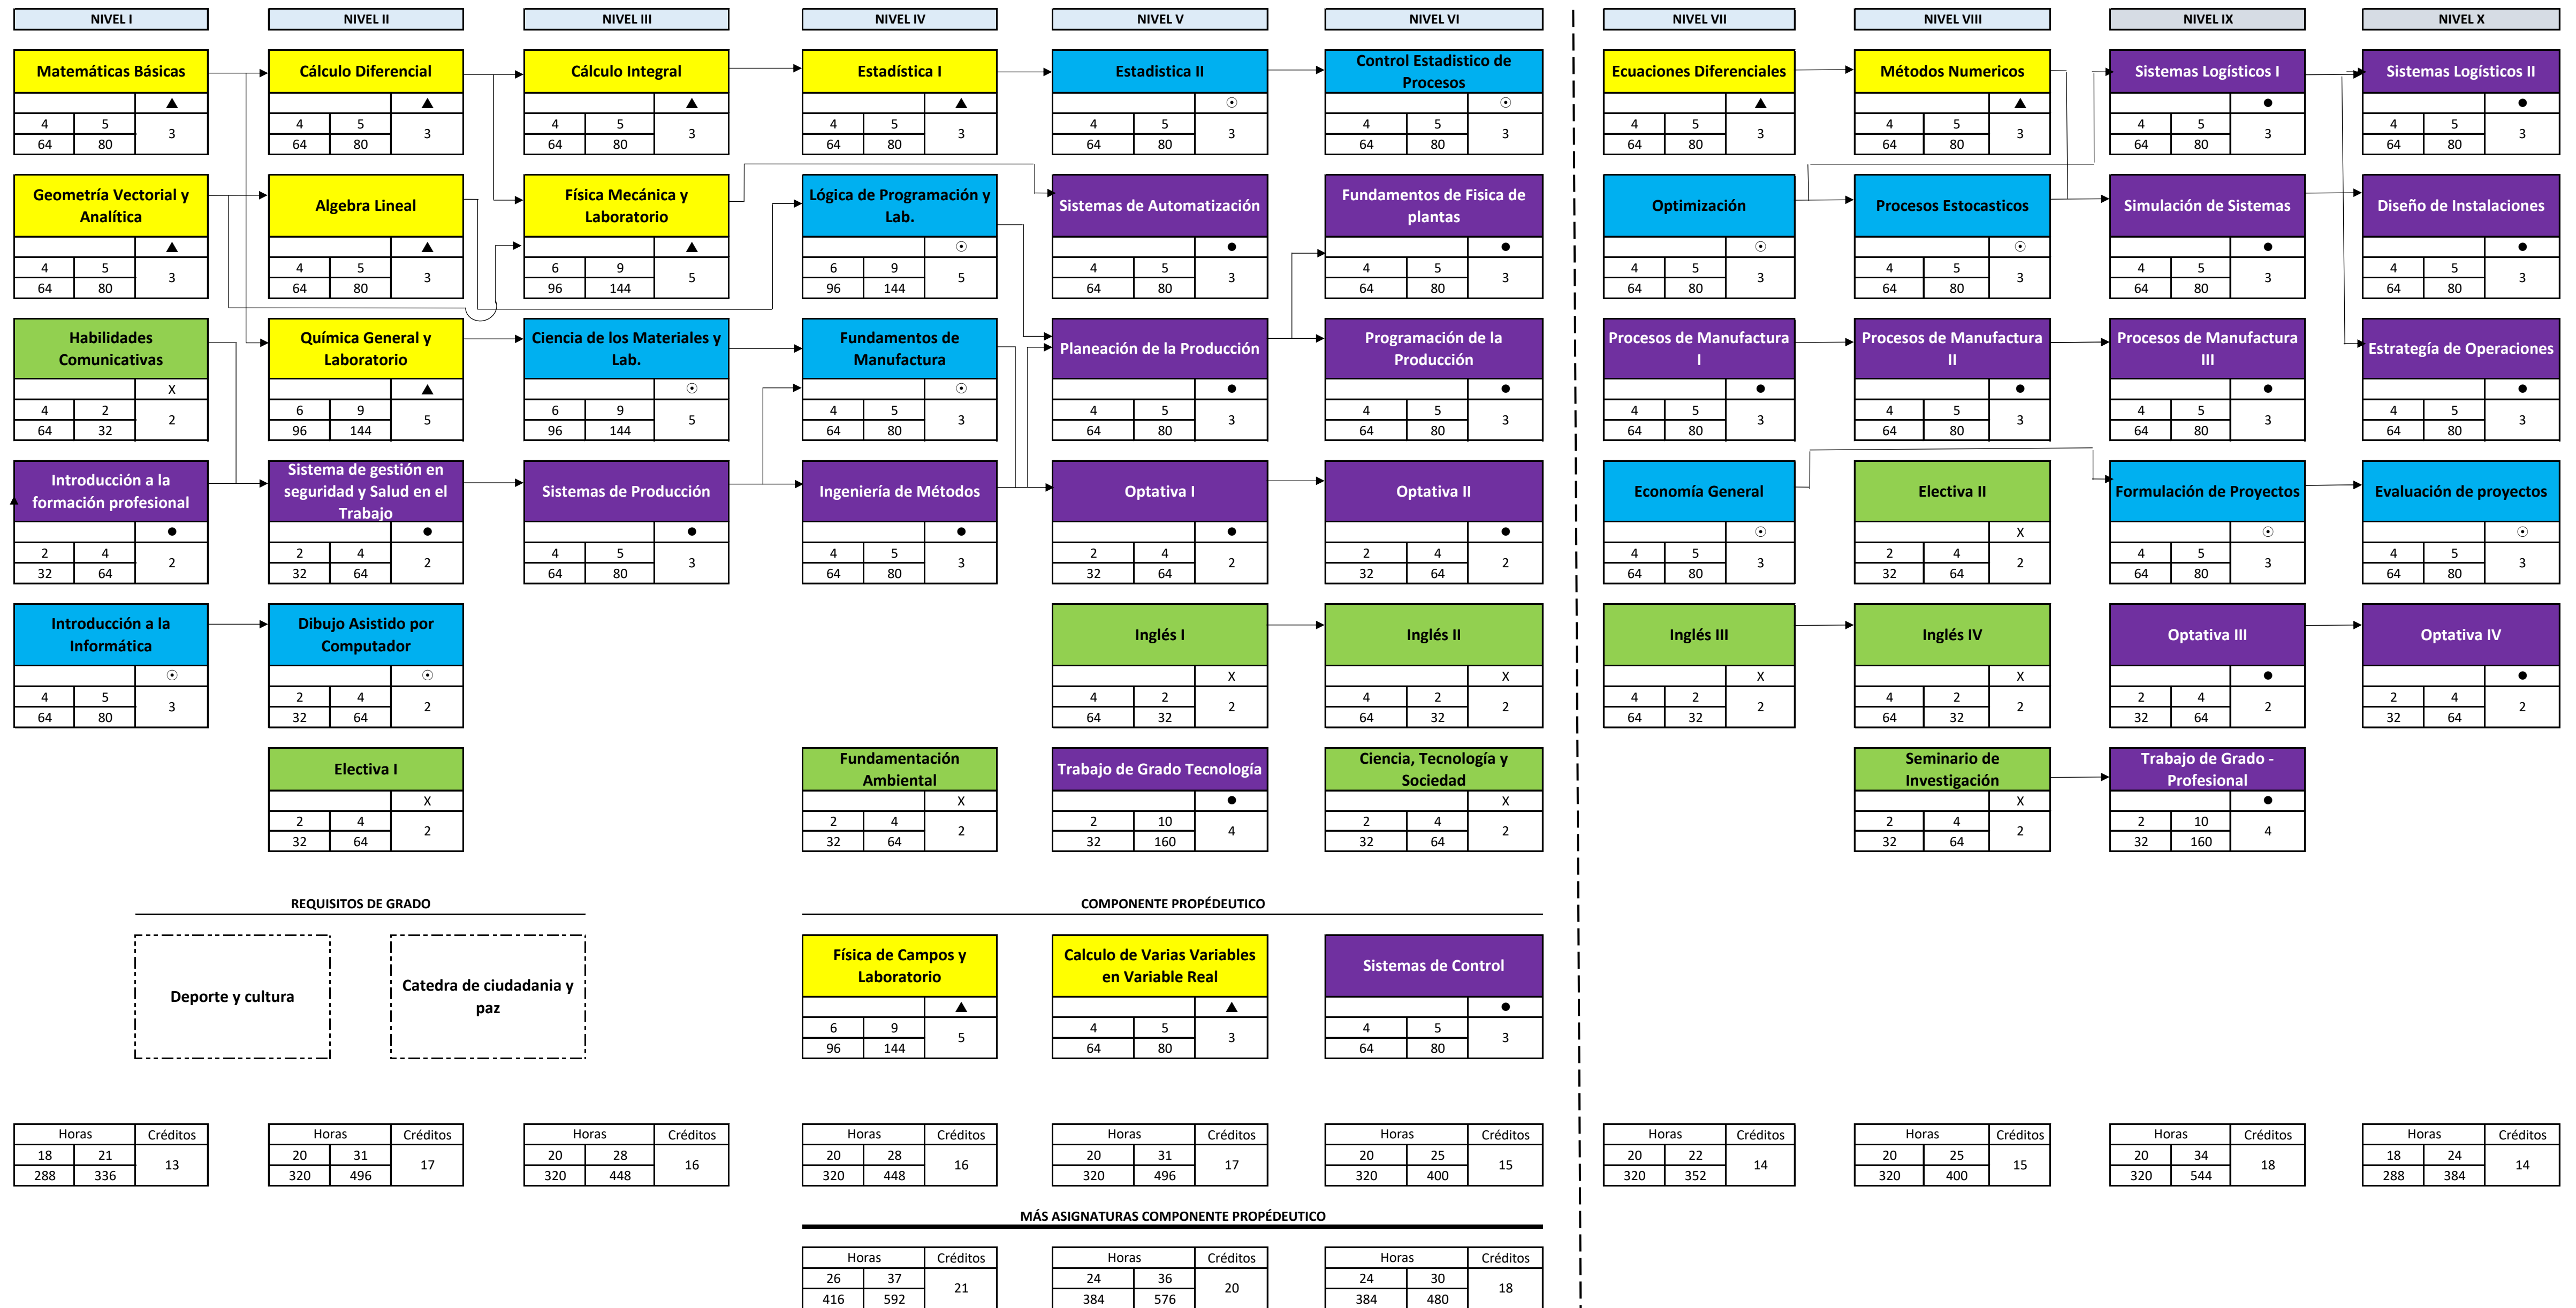 NIVEL I NIVEL II NIVEL III NIVEL IV NIVEL V NIVEL VI NIVEL VII NIVEL VIII NIVEL IX NIVEL X
Matemáticas Básicas Cálculo Diferencial Cálculo Integral Estadística I Estadistica II Control Estadistico de Ecuaciones Diferenciales Métodos Numericos Sistemas Logísticos I Sistemas Logísticos II
Procesos
▲ ▲ ▲ ▲ ☉ ☉ ▲ ▲ ● ●
4 5 3 4 5 3 4 5 3 4 5 3 4 5 3 4 5 3 4 5 3 4 5 3 4 5 3 4 5 3
64 80 64 80 64 80 64 80 64 80 64 80 64 80 64 80 64 80 64 80
Geometría Vectorial y Algebra Lineal Física Mecánica y Lógica de Programación y Sistemas de Automatización Fundamentos de Fisica de Optimización Procesos Estocasticos Simulación de Sistemas Diseño de Instalaciones
Analítica Laboratorio Lab. plantas
▲ ▲ ▲ ☉ ● ● ☉ ☉ ● ●
4 5 3 4 5 3 6 9 5 6 9 5 4 5 3 4 5 3 4 5 3 4 5 3 4 5 3 4 5 3
64 80 64 80 96 144 96 144 64 80 64 80 64 80 64 80 64 80 64 80
Habilidades Química General y Ciencia de los Materiales y Fundamentos de Planeación de la Producción Programación de la Procesos de Manufactura Procesos de Manufactura Procesos de Manufactura Estrategía de Operaciones
Comunicativas Laboratorio Lab. Manufactura Producción I II III
X ▲ ☉ ☉ ● ● ● ● ● ●
4 2 2 6 9 5 6 9 5 4 5 3 4 5 3 4 5 3 4 5 3 4 5 3 4 5 3 4 5 3
64 32 96 144 96 144 64 80 64 80 64 80 64 80 64 80 64 80 64 80
Introducción a la Sistema de gestión en Sistemas de Producción Ingeniería de Métodos Optativa I Optativa II Economía General Electiva II Formulación de Proyectos Evaluación de proyectos
formación profesional seguridad y Salud en el
Trabajo
● ● ● ● ● ● ☉ X ☉ ☉
2 4 2 2 4 2 4 5 3 4 5 3 2 4 2 2 4 2 4 5 3 2 4 2 4 5 3 4 5 3
32 64 32 64 64 80 64 80 32 64 32 64 64 80 32 64 64 80 64 80
Introducción a la Dibujo Asistido por Inglés I Inglés II Inglés III Inglés IV Optativa III Optativa IV
Informática Computador
☉ ☉ X X X X ● ●
4 5 3 2 4 2 4 2 2 4 2 2 4 2 2 4 2 2 2 4 2 2 4 2
64 80 32 64 64 32 64 32 64 32 64 32 32 64 32 64
Electiva I Fundamentación Trabajo de Grado Tecnología Ciencia, Tecnología y Seminario de Trabajo de Grado -
Ambiental Sociedad Investigación Profesional
X X ● X X ●
2 4 2 2 4 2 2 10 4 2 4 2 2 4 2 2 10 4
32 64 32 64 32 160 32 64 32 64 32 160
REQUISITOS DE GRADO COMPONENTE PROPÉDEUTICO
Deporte y cultura Catedra de ciudadania y Física de Campos y Calculo de Varias Variables Sistemas de Control
paz Laboratorio en Variable Real
▲ ▲ ●
6 9 5 4 5 3 4 5 3
96 144 64 80 64 80
Horas Créditos Horas Créditos Horas Créditos Horas Créditos Horas Créditos Horas Créditos Horas Créditos Horas Créditos Horas Créditos Horas Créditos
18 21 13 20 31 17 20 28 16 20 28 16 20 31 17 20 25 15 20 22 14 20 25 15 20 34 18 18 24 14
288 336 320 496 320 448 320 448 320 496 320 400 320 352 320 400 320 544 288 384
MÁS ASIGNATURAS COMPONENTE PROPÉDEUTICO
Horas Créditos Horas Créditos Horas Créditos
26 37 21 24 36 20 24 30 18
416 592 384 576 384 480